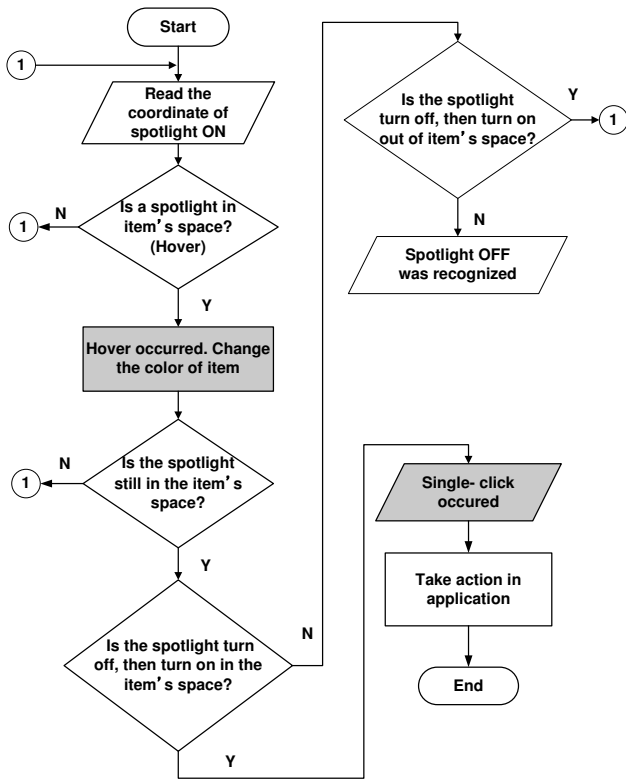 Start
1
Read the
coordinate of
spotlight ON
Is a spotlight in
item’s space?
(Hover)
N
1
Y
Hover occurred. Change
the color of item
Is the spotlight
still in the item’s
space?
N
1
Y
Is the spotlight turn
off, then turn on in the
item’s space?
N
Y
Is the spotlight
turn off, then turn on
out of item’s space?
Y
1
N
Spotlight OFF
was recognized
Single- click
occured
Take action in
application
End